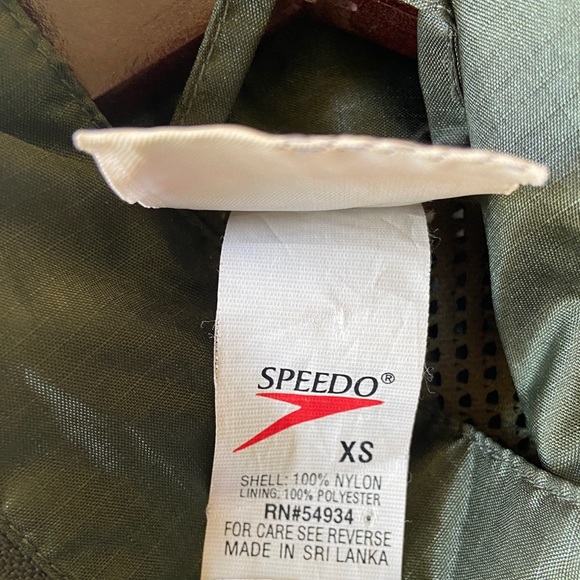 SPEEDO®
XS
SHELL: 100% NYLON
LINING: 100% POLYESTER
RN#54934
FOR CARE SEE REVERSE
MADE IN SRI LANKA